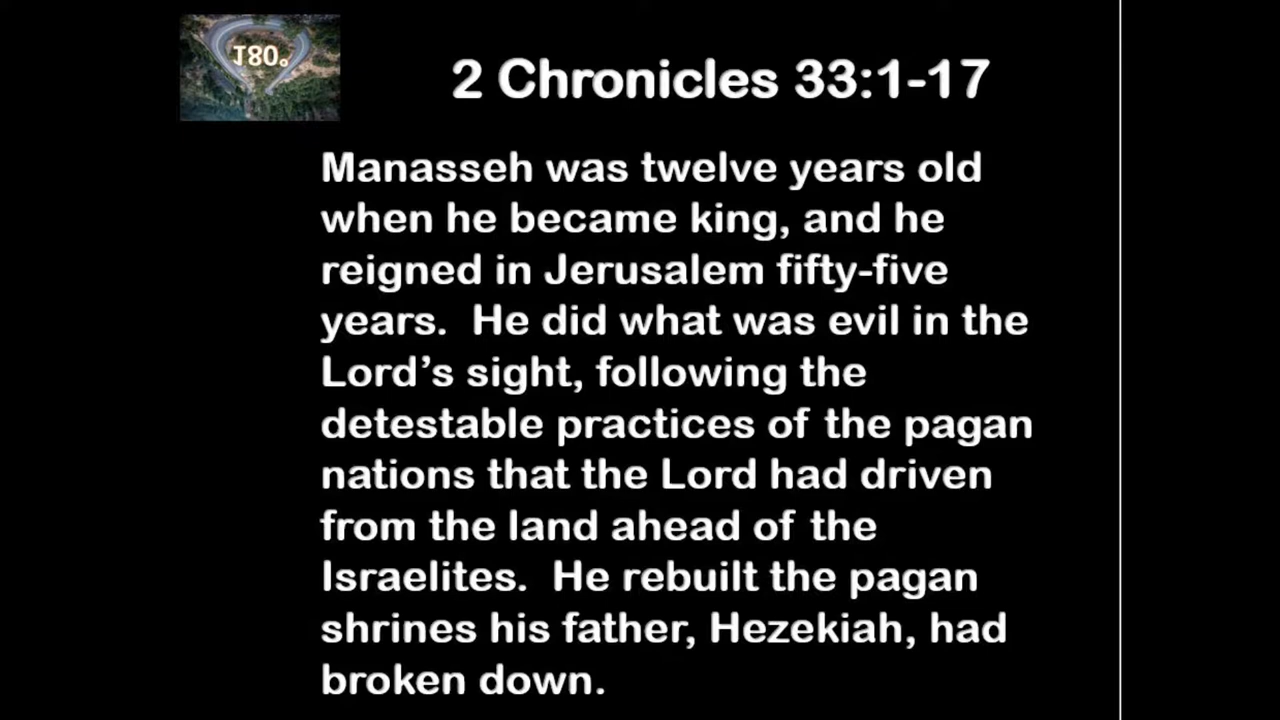 180°
2 Chronicles 33:1-17
Manasseh was twelve years old
when he became king, and he
reigned in Jerusalem fifty-five
years.  He did what was evil in the
Lord’s sight, following the
detestable practices of the pagan
nations that the Lord had driven
from the land ahead of the
Israelites.  He rebuilt the pagan
shrines his father, Hezekiah, had
broken down.